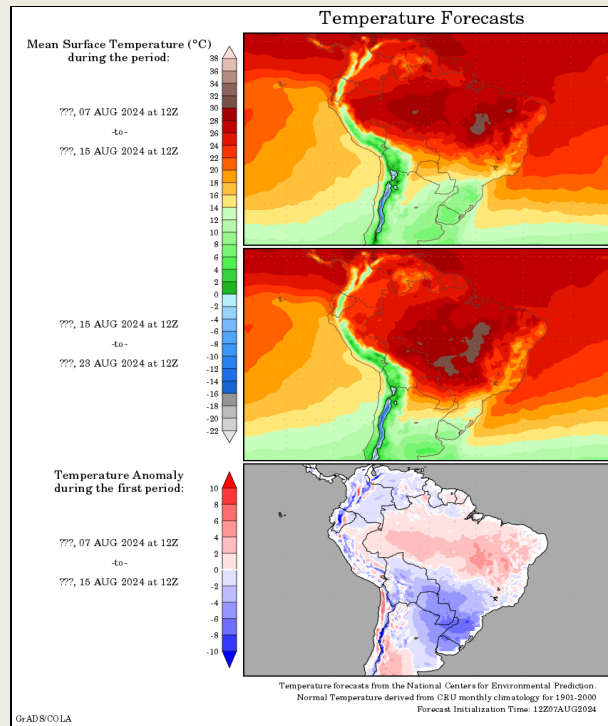 Temperature Forecasts
Mean Surface Temperature (°C)
during the period:
???, 07 AUG 2024 at 12Z
-to-
???, 15 AUG 2024 at 12Z
38
36
34
32
30
28
26
24
22
20
18
16
14
12
10
8
6
4
2
0
-2
-4
-6
-8
-10
-12
-14
-16
-18
-20
-22
???, 15 AUG 2024 at 12Z
-to-
???, 23 AUG 2024 at 12Z
Temperature Anomaly
during the first period:
???, 07 AUG 2024 at 12Z
-to-
???, 15 AUG 2024 at 12Z
10
8
6
4
2
0
-2
-4
-6
-8
-10
Temperature forecasts from the National Centers for Environmental Prediction.
Normal Temperature derived from CRU monthly climatology for 1901-2000
Forecast Initialization Time: 12Z07AUG2024
GrADS/COLA